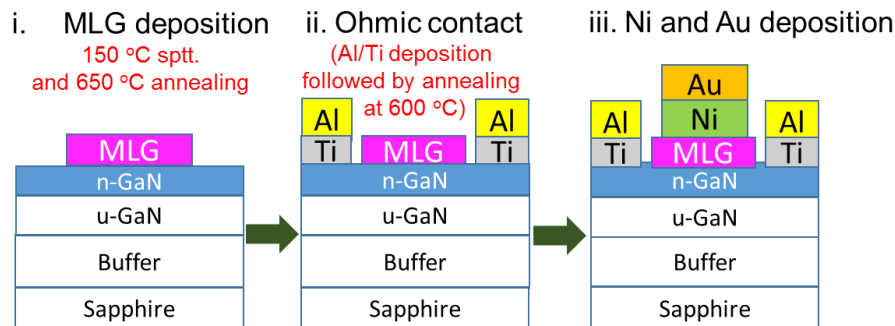 i. MLG deposition
150 °C sptt.
and 650 °C annealing
MLG
n-GaN
u-GaN
Buffer
Sapphire
ii. Ohmic contact
(Al/Ti deposition
followed by annealing
at 600 °C)
Al Al
Ti MLG Ti
n-GaN
u-GaN
Buffer
Sapphire
iii. Ni and Au deposition
Au
Al Ni Al
Ti MLG Ti
n-GaN
u-GaN
Buffer
Sapphire